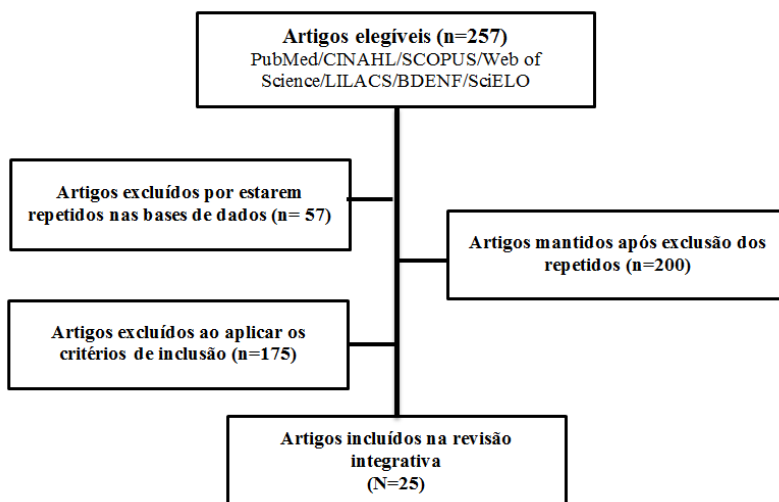 Artigos elegíveis (n=257)
PubMed/CINAHL/SCOPUS/Web of
Science/LILACS/BDENF/SciELO
Artigos excluídos por estarem
repetidos nas bases de dados (n= 57)
Artigos mantidos após exclusão dos
repetidos (n=200)
Artigos excluídos ao aplicar os
critérios de inclusão (n=175)
Artigos incluídos na revisão
integrativa
(N=25)